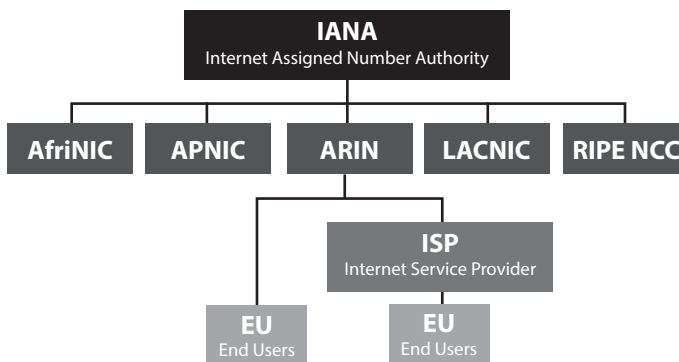 IANA
Internet Assigned Number Authority
AfriNIC APNIC ARIN LACNIC RIPE NCC
ISP
Internet Service Provider
EU
End Users
EU
End Users